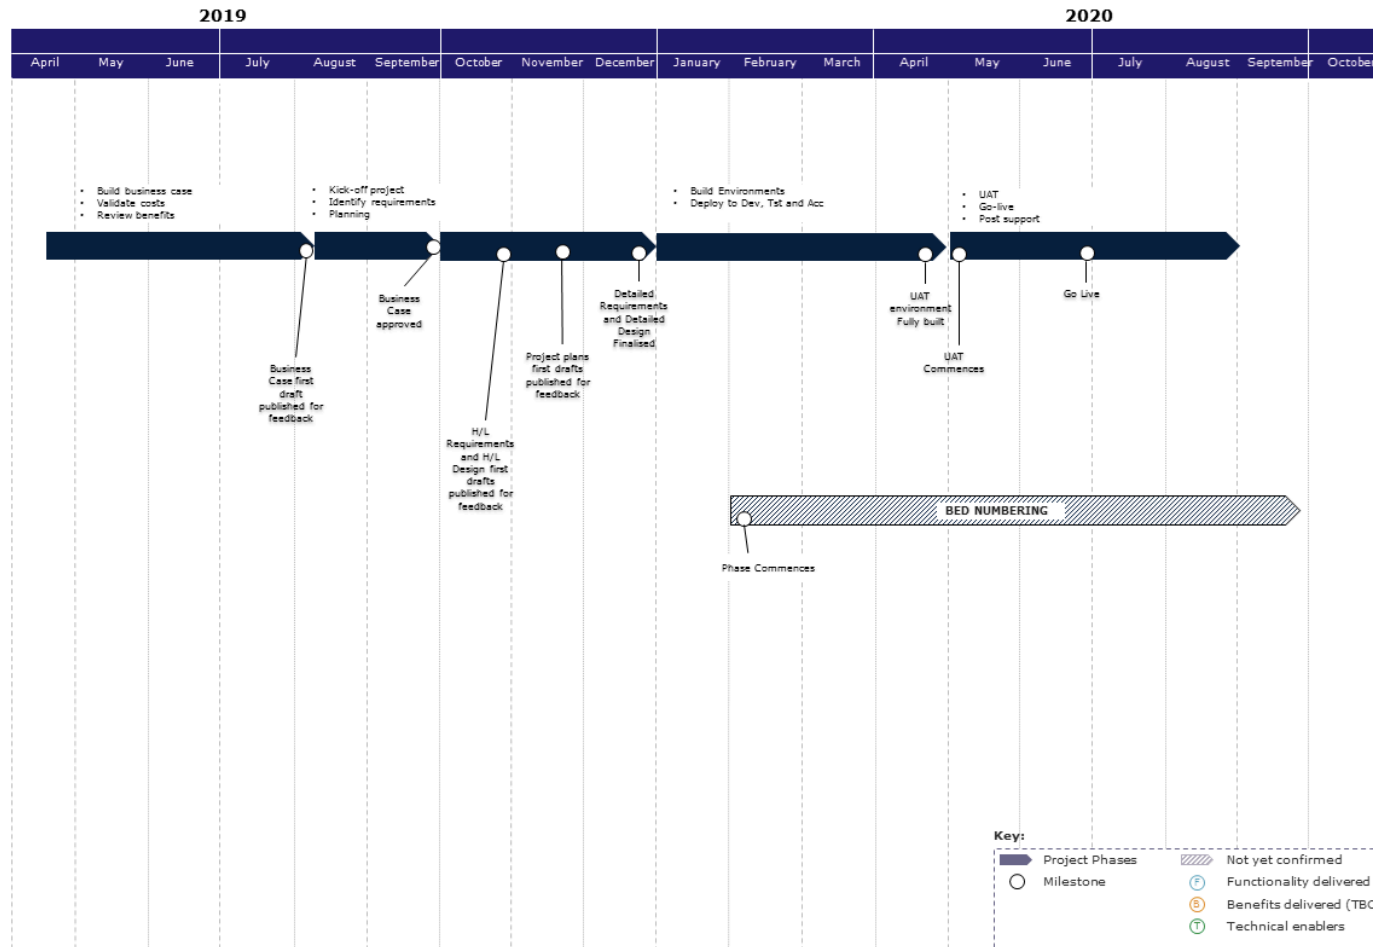 2019
2020
April May June July August September October November December January February March April May June July August September October
• Build business case
• Validate costs
• Review benefits
• Kick-off project
• Identify requirements
• Planning
• Build Environments
• Deploy to Dev, Tst and Acc
• UAT
• Go-live
• Post support
Business
Case first
draft
published for
feedback
Business
Case
approved
H/L
Requirements
and H/L
Design first
drafts
published for
feedback
Project plans
first drafts
published for
feedback
Detailed
Requirements
and Detailed
Design
Finalised
UAT
environment
Fully built
UAT
Commences
Go Live
BED NUMBERING
Phase Commences
Key:
Project Phases
Not yet confirmed
Milestone
F Functionality delivered
B Benefits delivered (TBC
T Technical enablers